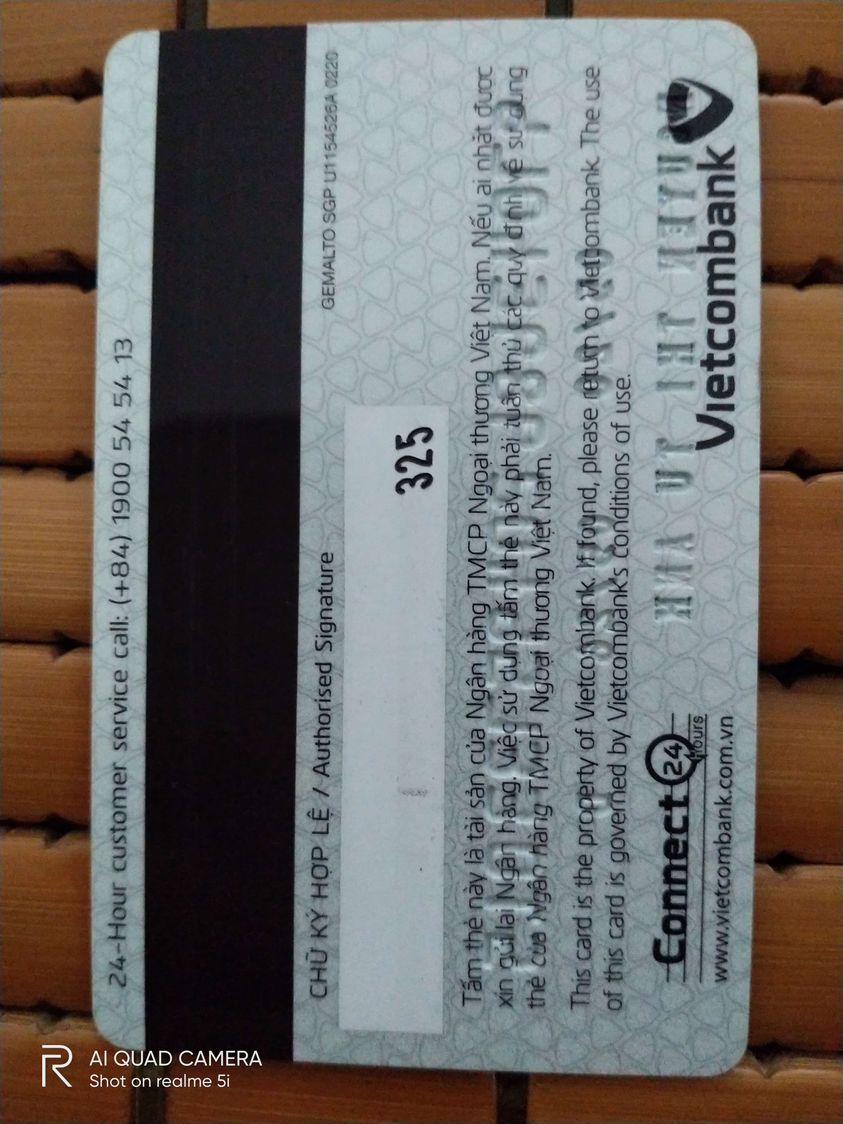 24-Hour customer service call: (+84) 1900 54 54 13
GEMALTO SGP U1154526A 0220
CHỮ KÝ HỢP LỆ / Authorised Signature
325
Tấm thẻ này là tài sản của Ngân hàng TMCP Ngoại thương Việt Nam. Nếu ai nhặt được
xin gửi lại Ngân hàng. Việc sử dụng tấm thẻ này phải tuân thủ các quy định về sử dụng
thẻ của Ngân hàng TMCP Ngoại thương Việt Nam.
This card is the property of Vietcombank. If found, please return to Vietcombank. The use
of this card is governed by Vietcombank's conditions of use.
Connect 24 Hours
www.vietcombank.com.vn
Vietcombank
R AI QUAD CAMERA
Shot on realme 5i